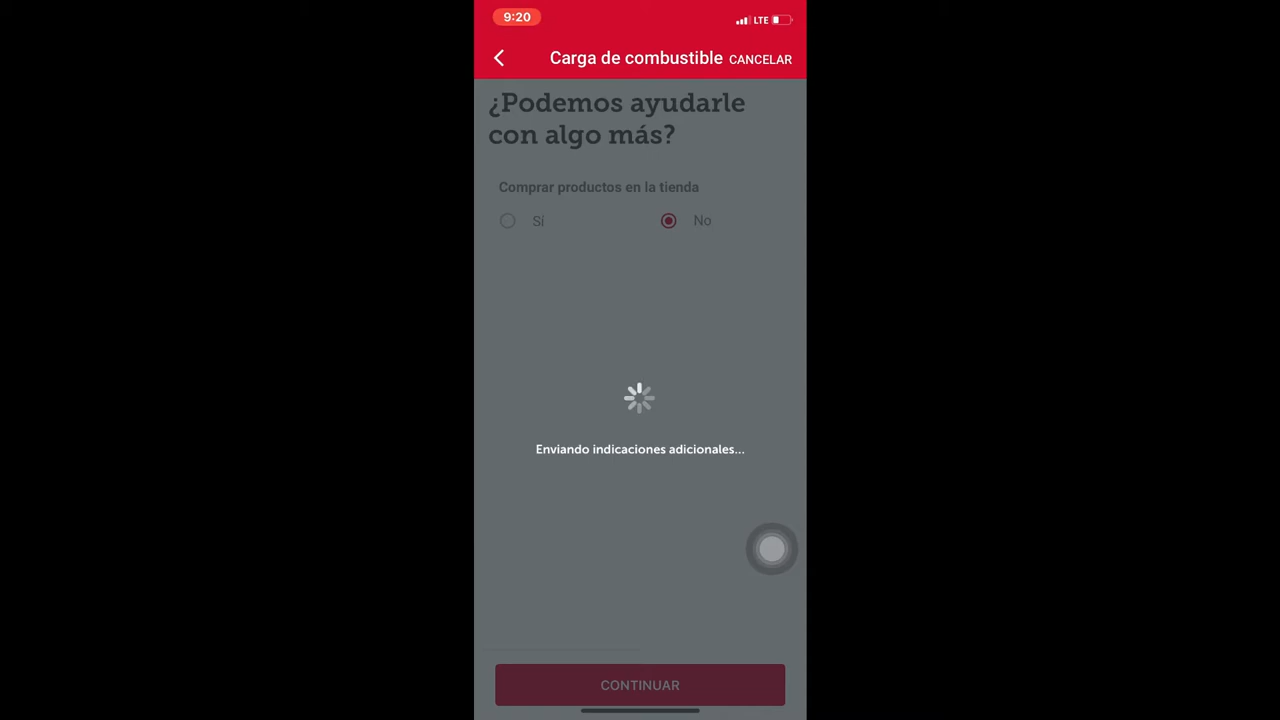 9:20
LTE
Carga de combustible
CANCELAR
¿Podemos ayudarle
con algo más?
Comprar productos en la tienda
Sí
No
Enviando indicaciones adicionales...
CONTINUAR